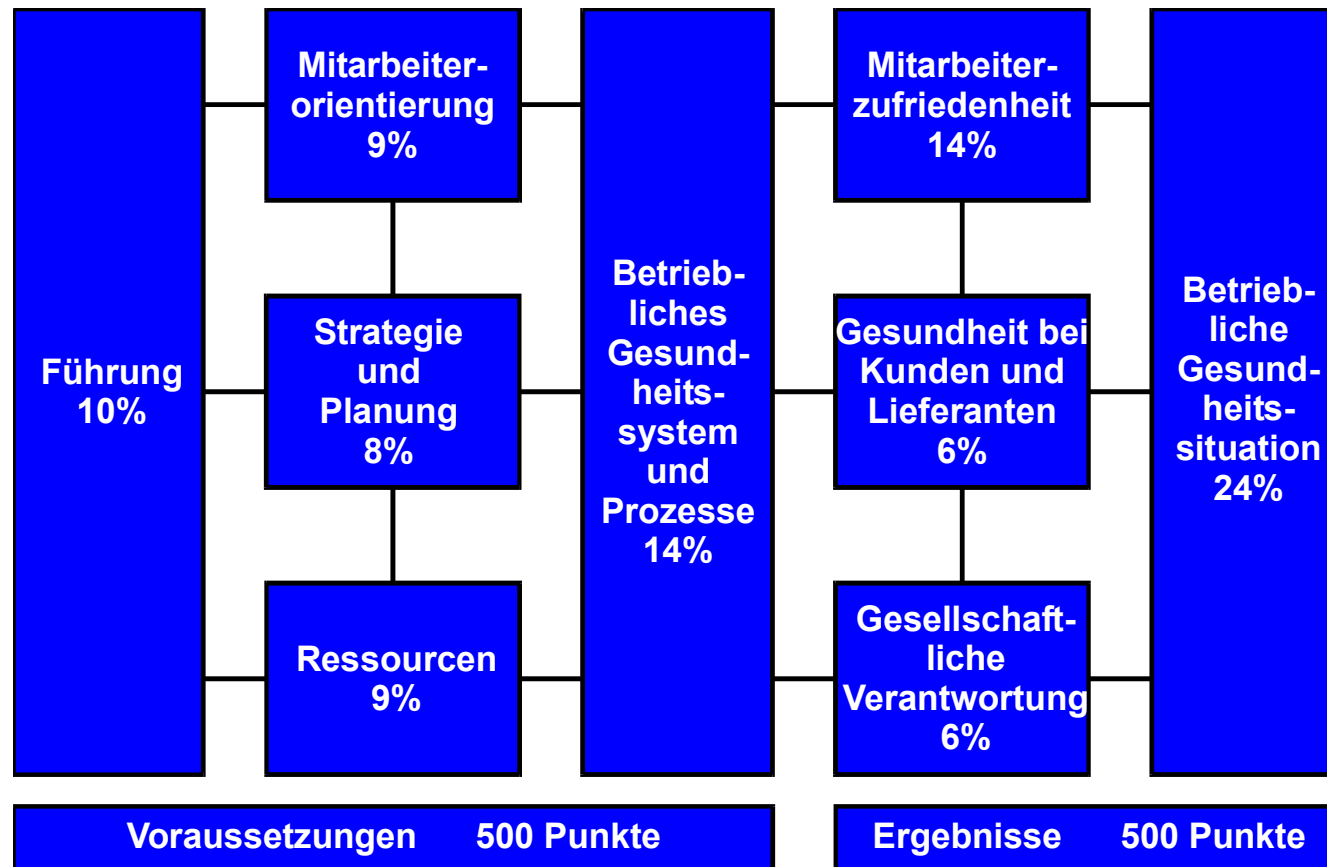 Führung
10%
Mitarbeiter-
orientierung
9%
Strategie
und
Planung
8%
Ressourcen
9%
Betrieb-
liches
Gesund-
heits-
system
und
Prozesse
14%
Mitarbeiter-
zufriedenheit
14%
Gesundheit bei
Kunden und
Lieferanten
6%
Gesellschaft-
liche
Verantwortung
6%
Betrieb-
liche
Gesund-
heits-
situation
24%
Voraussetzungen 500 Punkte
Ergebnisse 500 Punkte